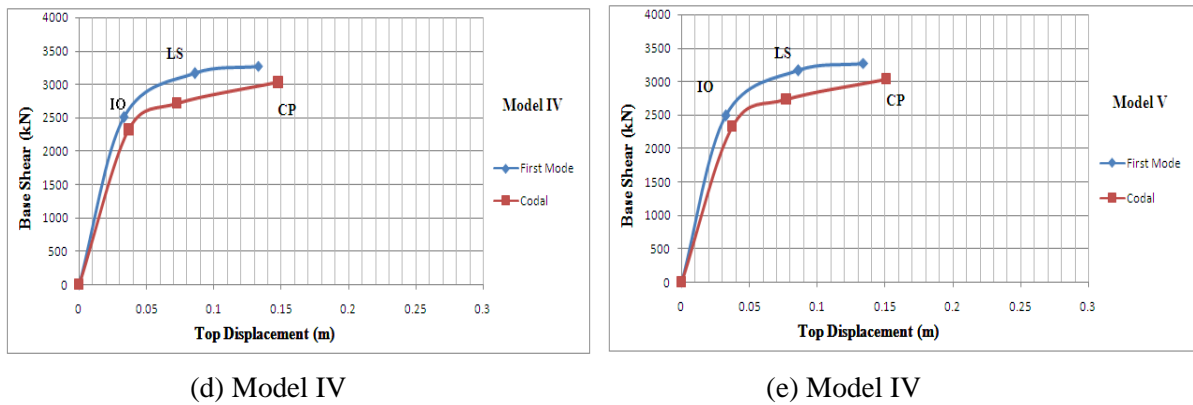 4000
3500
3000
2500
2000
1500
1000
500
0
Base Shear (kN)
LS
IO
CP
Model IV
First Mode
Codal
0 0.05 0.1 0.15 0.2 0.25 0.3
Top Displacement (m)
(d) Model IV
4000
3500
3000
2500
2000
1500
1000
500
0
Base Shear (kN)
LS
IO
CP
Model V
First Mode
Codal
0 0.05 0.1 0.15 0.2 0.25 0.3
Top Displacement (m)
(e) Model IV